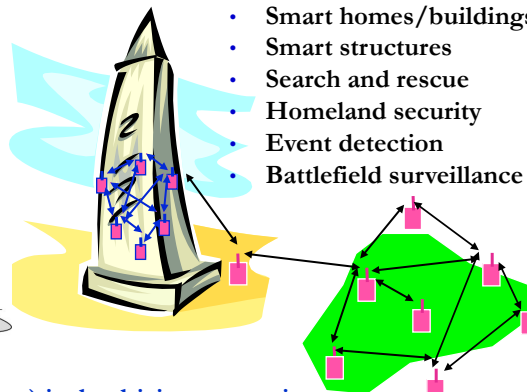 Smart homes/buildings
Smart structures
Search and rescue
Homeland security
Event detection
Battlefield surveillance